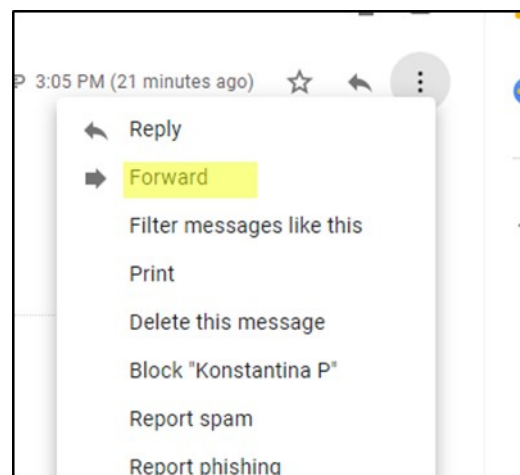 P 3:05 PM (21 minutes ago)
Reply
Forward
Filter messages like this
Print
Delete this message
Block "Konstantina P"
Report spam
Report phishing